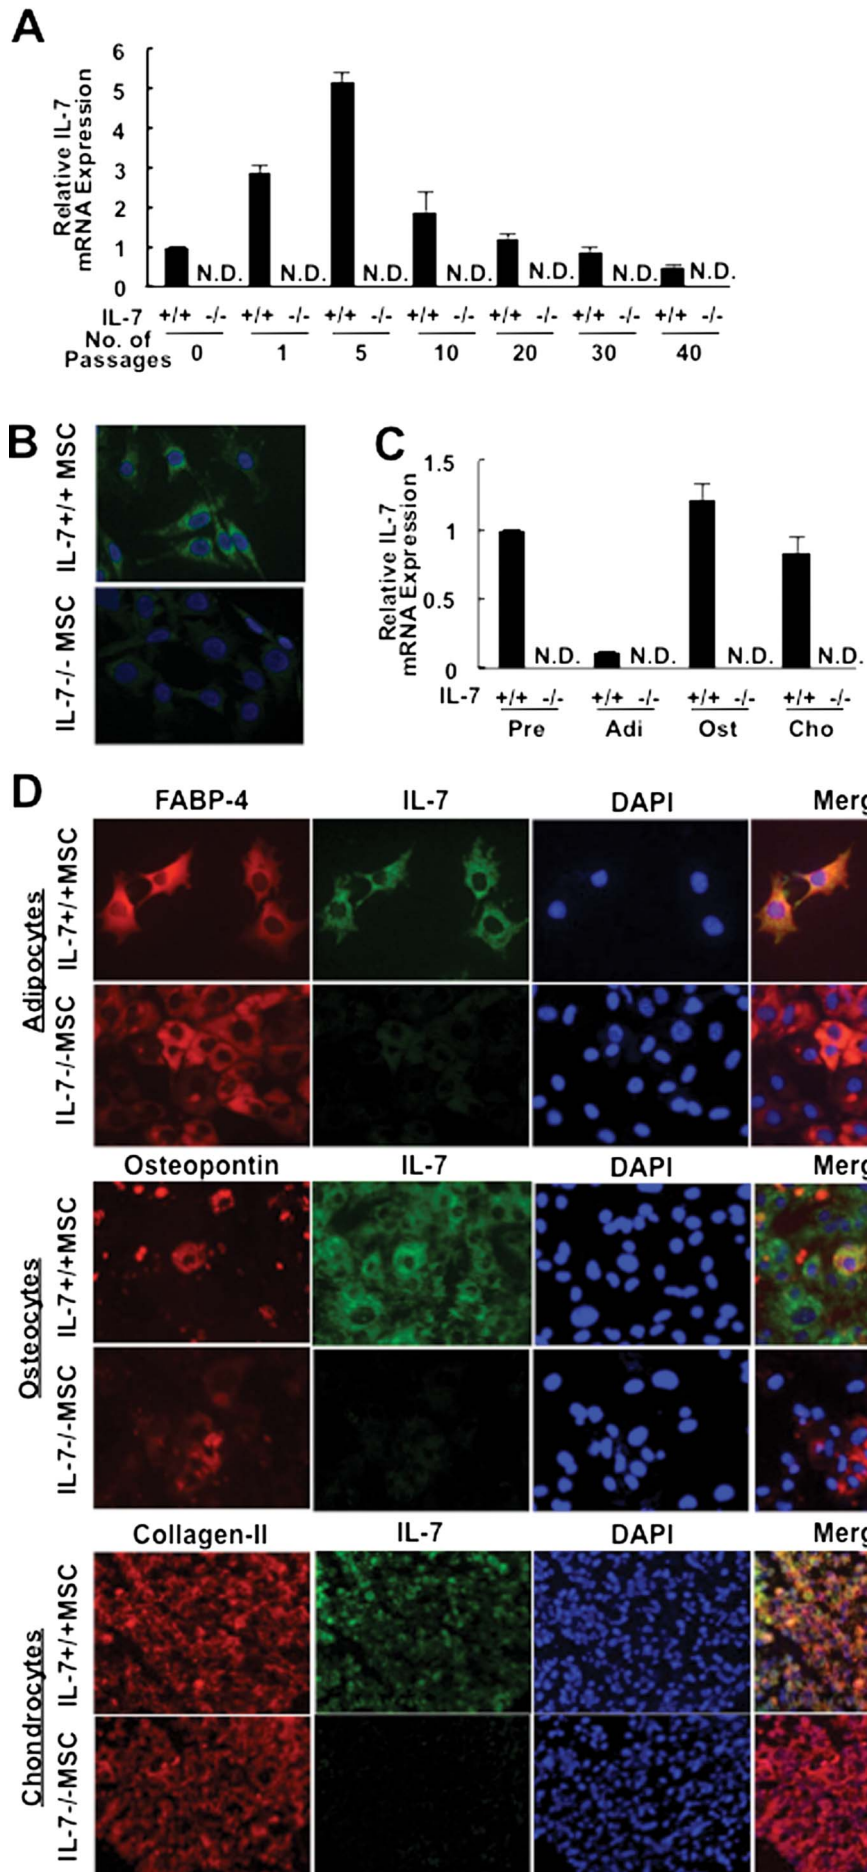 A
6
5
4
3
2
1
0
Relative IL-7
mRNA Expression
N.D. N.D. N.D. N.D. N.D. N.D. N.D.
IL-7 +/+ -/- +/+ -/- +/+ -/- +/+ -/- +/+ -/- +/+ -/- +/+ -/-
No. of
Passages 0 1 5 10 20 30 40
B
IL-7+/+ MSC
IL-7-/- MSC
C
1.5
1
0.5
0
Relative IL-7
mRNA Expression
N.D. N.D. N.D. N.D.
IL-7 +/+ -/- +/+ -/- +/+ -/- +/+ -/-
Pre Adi Ost Cho
D
FABP-4 IL-7 DAPI Merg
Adipocytes
IL-7+/+MSC
IL-7-/-MSC
Osteopontin IL-7 DAPI Merg
Osteocytes
IL-7+/+MSC
IL-7-/-MSC
Collagen-II IL-7 DAPI Merg
Chondrocytes
IL-7+/+MSC
IL-7-/-MSC